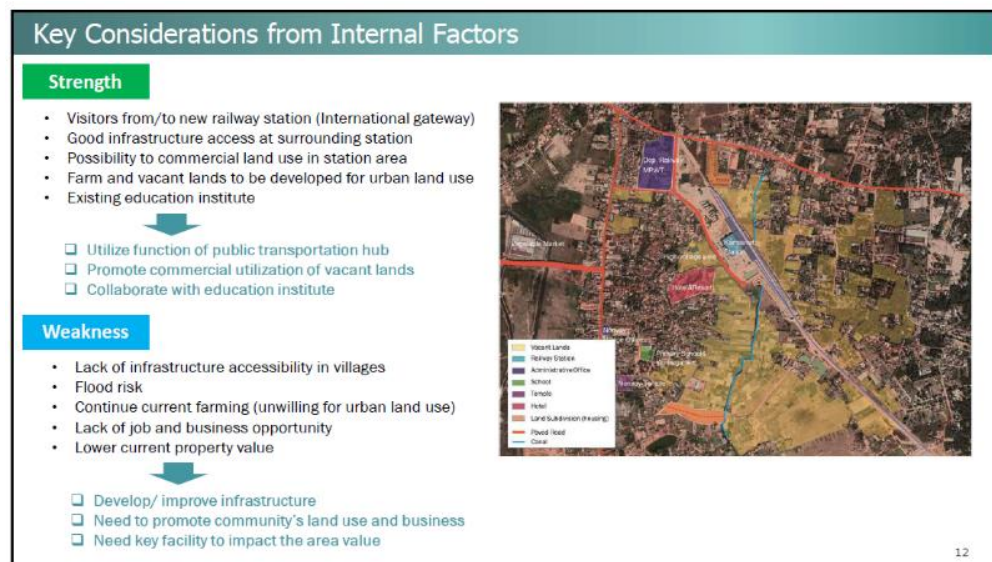 Key Considerations from Internal Factors
Strength
• Visitors from/to new railway station (International gateway)
• Good infrastructure access at surrounding station
• Possibility to commercial land use in station area
• Farm and vacant lands to be developed for urban land use
• Existing education institute
❑ Utilize function of public transportation hub
❑ Promote commercial utilization of vacant lands
❑ Collaborate with education institute
Weakness
• Lack of infrastructure accessibility in villages
• Flood risk
• Continue current farming (unwilling for urban land use)
• Lack of job and business opportunity
• Lower current property value
❑ Develop/ improve infrastructure
❑ Need to promote community's land use and business
❑ Need key facility to impact the area value
Dep. Railway
MPWT
Market
Vacant Lands
Railway Station
Administrative Office
School
Temple
Hotel
Land Subdivision (Housing)
Paved Road
Canal
12